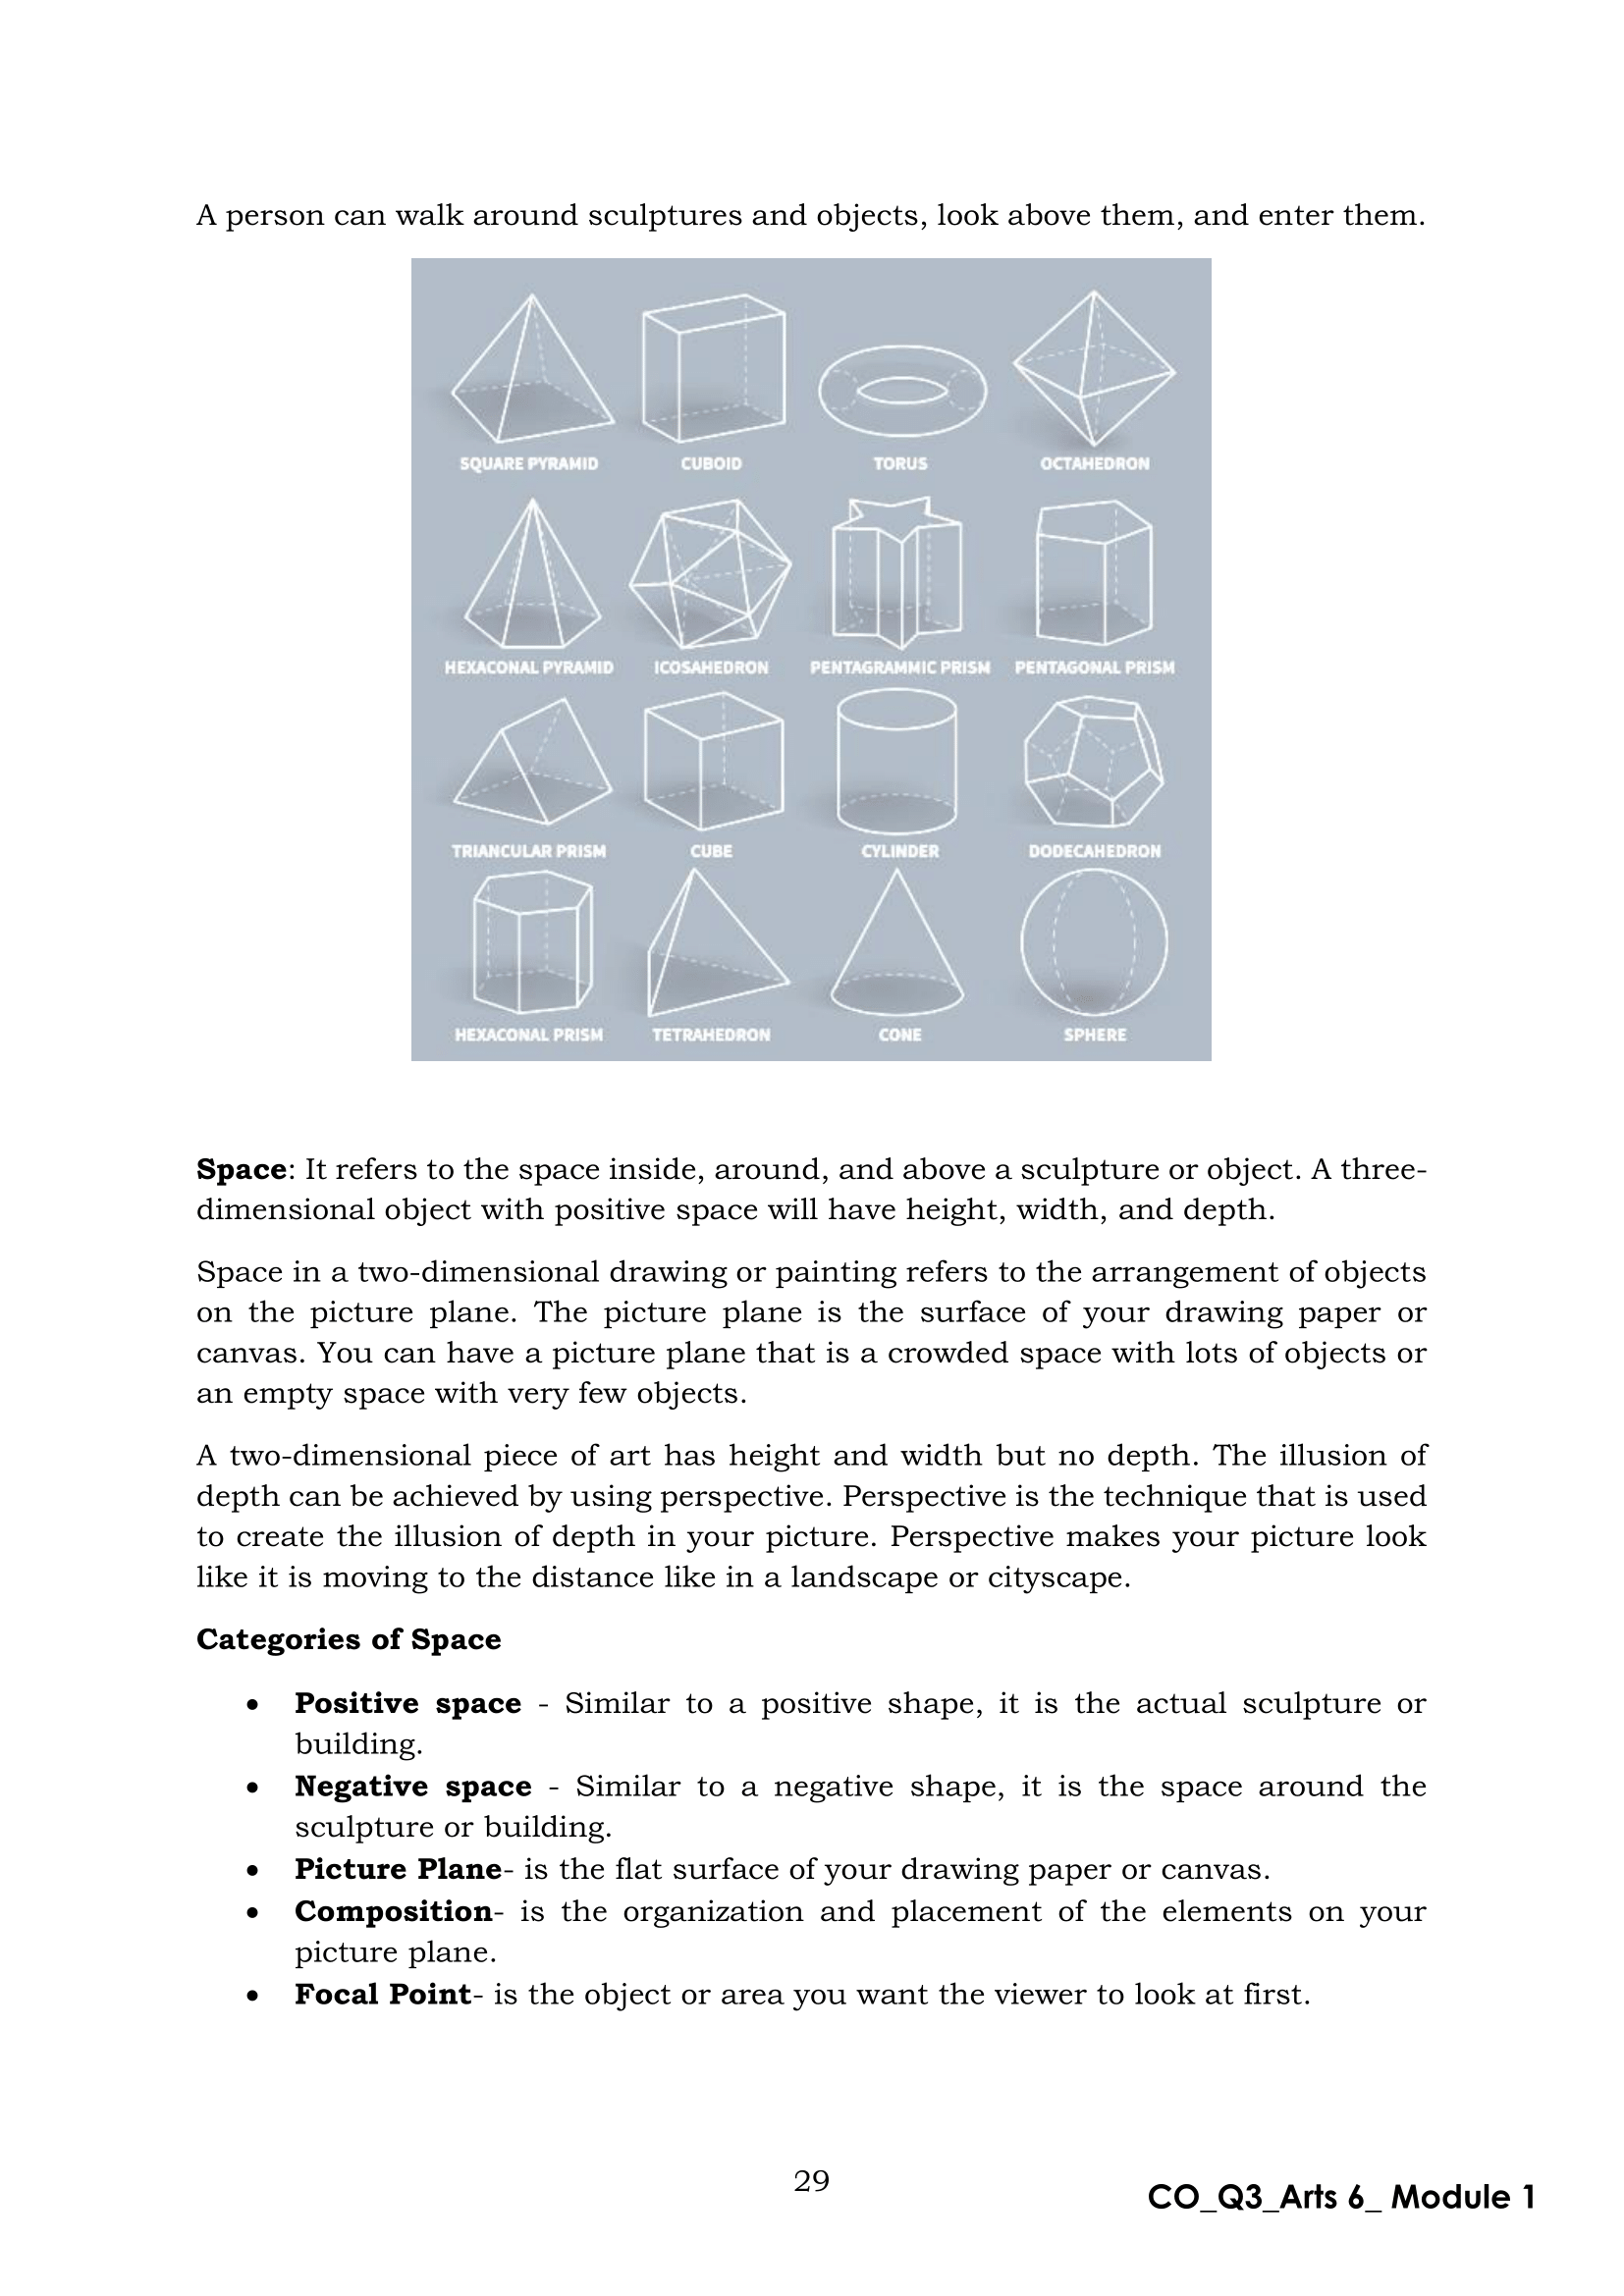 A person can walk around sculptures and objects, look above them, and enter them.
SQUARE PYRAMID
CUBOID
TORUS
OCTAHEDRON
HEXACONAL PYRAMID
ICOSAHEDRON
PENTAGRAMMIC PRISM
PENTAGONAL PRISM
TRIANCULAR PRISM
CUBE
CYLINDER
DODECAHEDRON
HEXACONAL PRISM
TETRAHEDRON
CONE
SPHERE
Space: It refers to the space inside, around, and above a sculpture or object. A three-
dimensional object with positive space will have height, width, and depth.
Space in a two-dimensional drawing or painting refers to the arrangement of objects
on the picture plane. The picture plane is the surface of your drawing paper or
canvas. You can have a picture plane that is a crowded space with lots of objects or
an empty space with very few objects.
A two-dimensional piece of art has height and width but no depth. The illusion of
depth can be achieved by using perspective. Perspective is the technique that is used
to create the illusion of depth in your picture. Perspective makes your picture look
like it is moving to the distance like in a landscape or cityscape.
Categories of Space
• Positive space - Similar to a positive shape, it is the actual sculpture or
building.
• Negative space - Similar to a negative shape, it is the space around the
sculpture or building.
• Picture Plane- is the flat surface of your drawing paper or canvas.
• Composition- is the organization and placement of the elements on your
picture plane.
• Focal Point- is the object or area you want the viewer to look at first.
29
CO_Q3_Arts 6_ Module 1